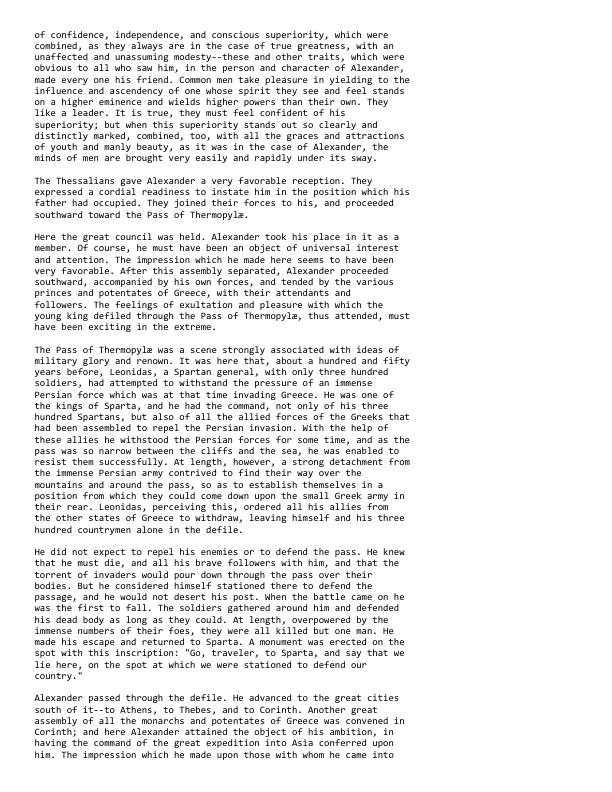 of confidence, independence, and conscious superiority, which were
combined, as they always are in the case of true greatness, with an
unaffected and unassuming modesty--these and other traits, which were
obvious to all who saw him, in the person and character of Alexander,
made every one his friend. Common men take pleasure in yielding to the
influence and ascendency of one whose spirit they see and feel stands
on a higher eminence and wields higher powers than their own. They
like a leader. It is true, they must feel confident of his
superiority; but when this superiority stands out so clearly and
distinctly marked, combined, too, with all the graces and attractions
of youth and manly beauty, as it was in the case of Alexander, the
minds of men are brought very easily and rapidly under its sway.

The Thessalians gave Alexander a very favorable reception. They
expressed a cordial readiness to instate him in the position which his
father had occupied. They joined their forces to his, and proceeded
southward toward the Pass of Thermopylæ.

Here the great council was held. Alexander took his place in it as a
member. Of course, he must have been an object of universal interest
and attention. The impression which he made here seems to have been
very favorable. After this assembly separated, Alexander proceeded
southward, accompanied by his own forces, and tended by the various
princes and potentates of Greece, with their attendants and
followers. The feelings of exultation and pleasure with which the
young king defiled through the Pass of Thermopylæ, thus attended, must
have been exciting in the extreme.

The Pass of Thermopylæ was a scene strongly associated with ideas of
military glory and renown. It was here that, about a hundred and fifty
years before, Leonidas, a Spartan general, with only three hundred
soldiers, had attempted to withstand the pressure of an immense
Persian force which was at that time invading Greece. He was one of
the kings of Sparta, and he had the command, not only of his three
hundred Spartans, but also of all the allied forces of the Greeks that
had been assembled to repel the Persian invasion. With the help of
these allies he withstood the Persian forces for some time, and as the
pass was so narrow between the cliffs and the sea, he was enabled to
resist them successfully. At length, however, a strong detachment from
the immense Persian army contrived to find their way over the
mountains and around the pass, so as to establish themselves in a
position from which they could come down upon the small Greek army in
their rear. Leonidas, perceiving this, ordered all his allies from
the other states of Greece to withdraw, leaving himself and his three
hundred countrymen alone in the defile.

He did not expect to repel his enemies or to defend the pass. He knew
that he must die, and all his brave followers with him, and that the
torrent of invaders would pour down through the pass over their
bodies. But he considered himself stationed there to defend the
passage, and he would not desert his post. When the battle came on he
was the first to fall. The soldiers gathered around him and defended
his dead body as long as they could. At length, overpowered by the
immense numbers of their foes, they were all killed but one man. He
made his escape and returned to Sparta. A monument was erected on the
spot with this inscription: "Go, traveler, to Sparta, and say that we
lie here, on the spot at which we were stationed to defend our
country."

Alexander passed through the defile. He advanced to the great cities
south of it--to Athens, to Thebes, and to Corinth. Another great
assembly of all the monarchs and potentates of Greece was convened in
Corinth; and here Alexander attained the object of his ambition, in
having the command of the great expedition into Asia conferred upon
him. The impression which he made upon those with whom he came into